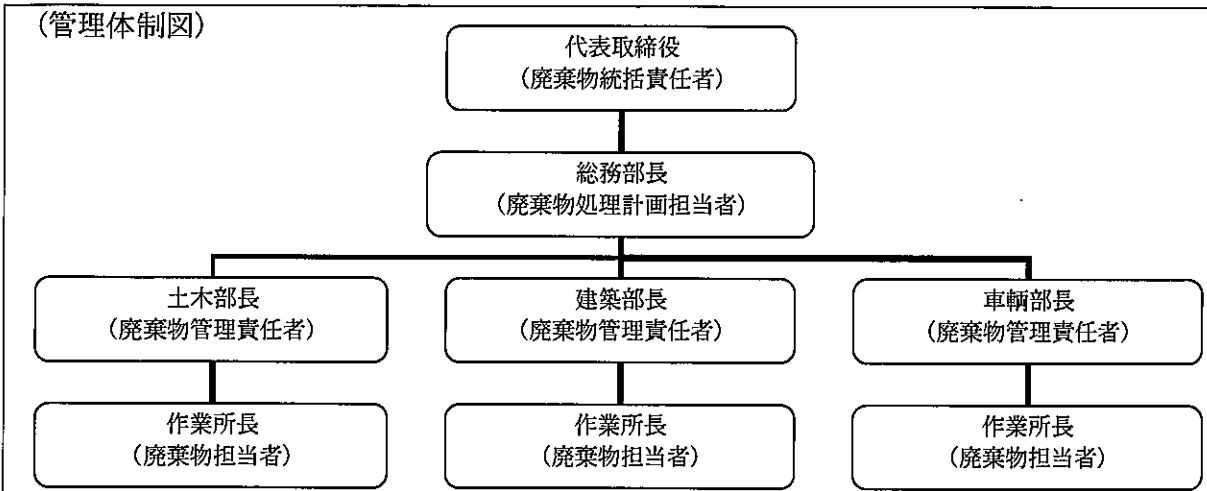 (管理体制図)
代表取締役
(廃棄物統括責任者)
総務部長
(廃棄物処理計画担当者)
土木部長
(廃棄物管理責任者)
建築部長
(廃棄物管理責任者)
車輌部長
(廃棄物管理責任者)
作業所長
(廃棄物担当者)
作業所長
(廃棄物担当者)
作業所長
(廃棄物担当者)